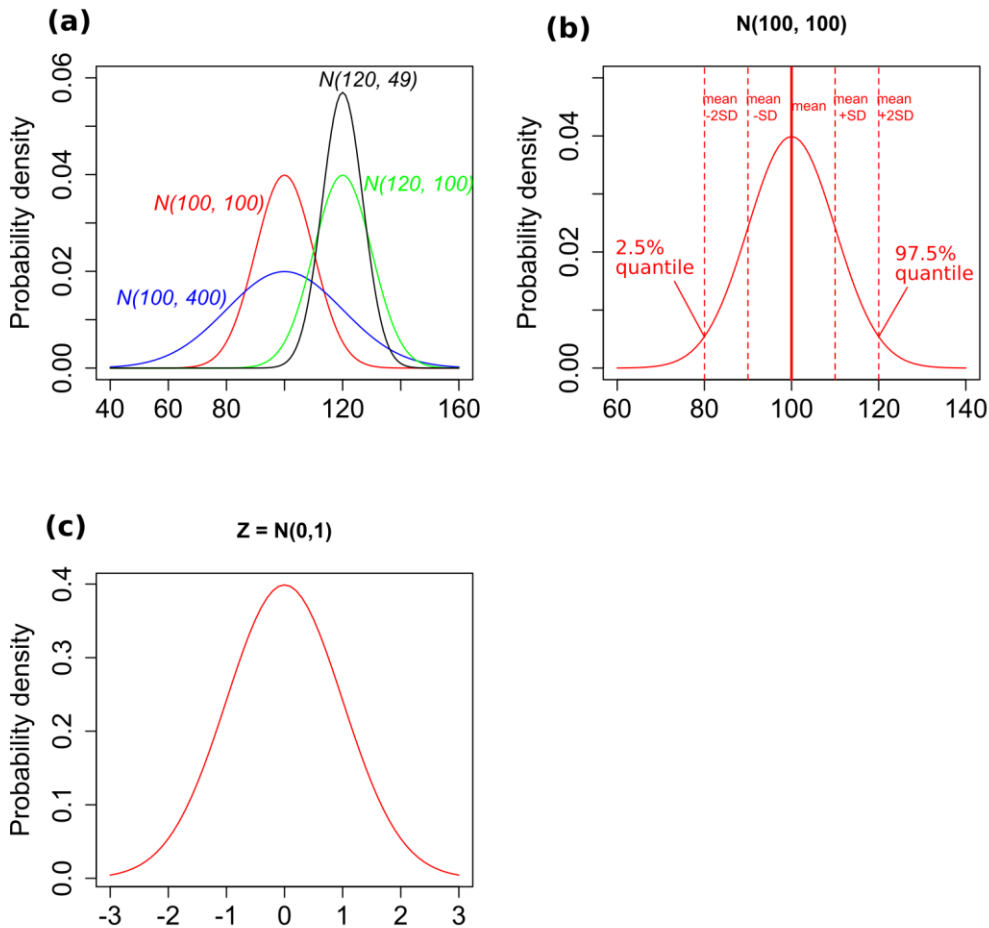 (a)
N(120, 49)
N(120, 100)
N(100, 100)
N(100, 400)
Probability density
0.00
0.02
0.04
0.06
40
80
120
160
(b)
N(100, 100)
mean
-2SD
mean
-SD
mean
mean
+SD
mean
+2SD
2.5%
quantile
97.5%
quantile
Probability density
0.00
0.02
0.04
60
80
100
120
140
(c)
Z = N(0,1)
Probability density
0.0
0.1
0.2
0.3
0.4
-3
-2
-1
0
1
2
3